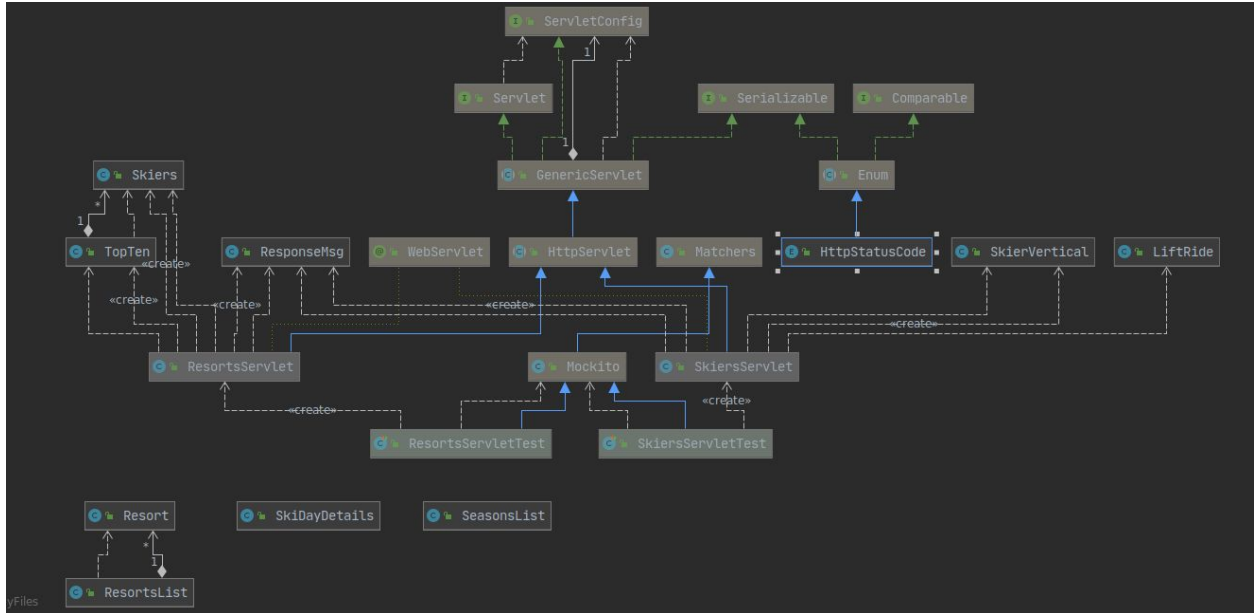 ServletConfig
1
Servlet
Serializable
Comparable
1
Skiers
GenericServlet
Enum
*
1
TopTen
ResponseMsg
WebServlet
HttpServlet
Matchers
HttpStatusCode
SkierVertical
LiftRide
«create»
«create»
«create»
«create»
«create»
ResortsServlet
Mockito
SkiersServlet
«create»
«create»
ResortsServletTest
SkiersServletTest
Resort
SkiDayDetails
SeasonsList
*
1
ResortsList
yFiles